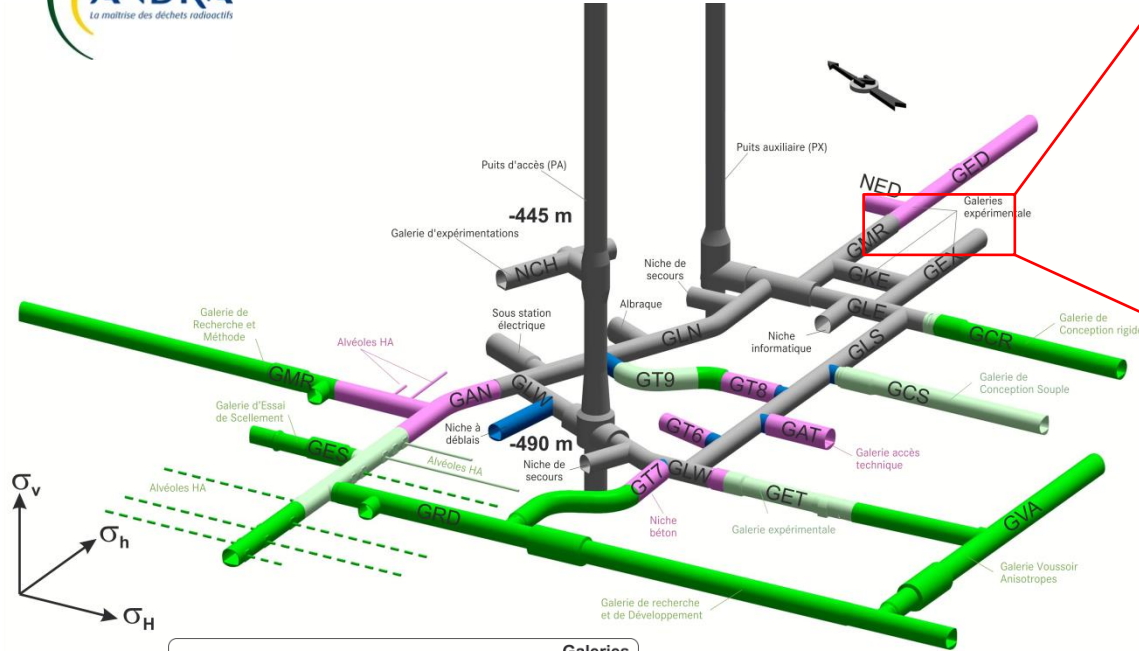 ANDRA
La maîtrise des déchets radioactifs
Puits d'accès (PA)
Puits auxiliaire (PX)
-445 m
Galerie d'expérimentations
NCH
NED
GED
Galeries
expérimentale
GMR
GKE
GEX
Niche de
secours
Albraque
Sous station
électrique
GLN
Niche
informatique
GLE
GLS
GCR
Galerie de
Conception rigide
Galerie de
Recherche et
Méthode
Alvéoles HA
GMR
GAN
GLW
GT9
GT8
GCS
Galerie de
Conception Souple
Galerie d'Essai
de Scellement
GES
Niche à
déblais
-490 m
GT6
GAT
Galerie accès
technique
Niche de
secours
Alvéoles HA
Alvéoles HA
GT7
GLW
GET
Niche
béton
Galerie expérimentale
GRD
GVA
Galerie Voussoir
Anisotropes
Galerie de recherche
et de Développement
σv
σh
σH
Galeries